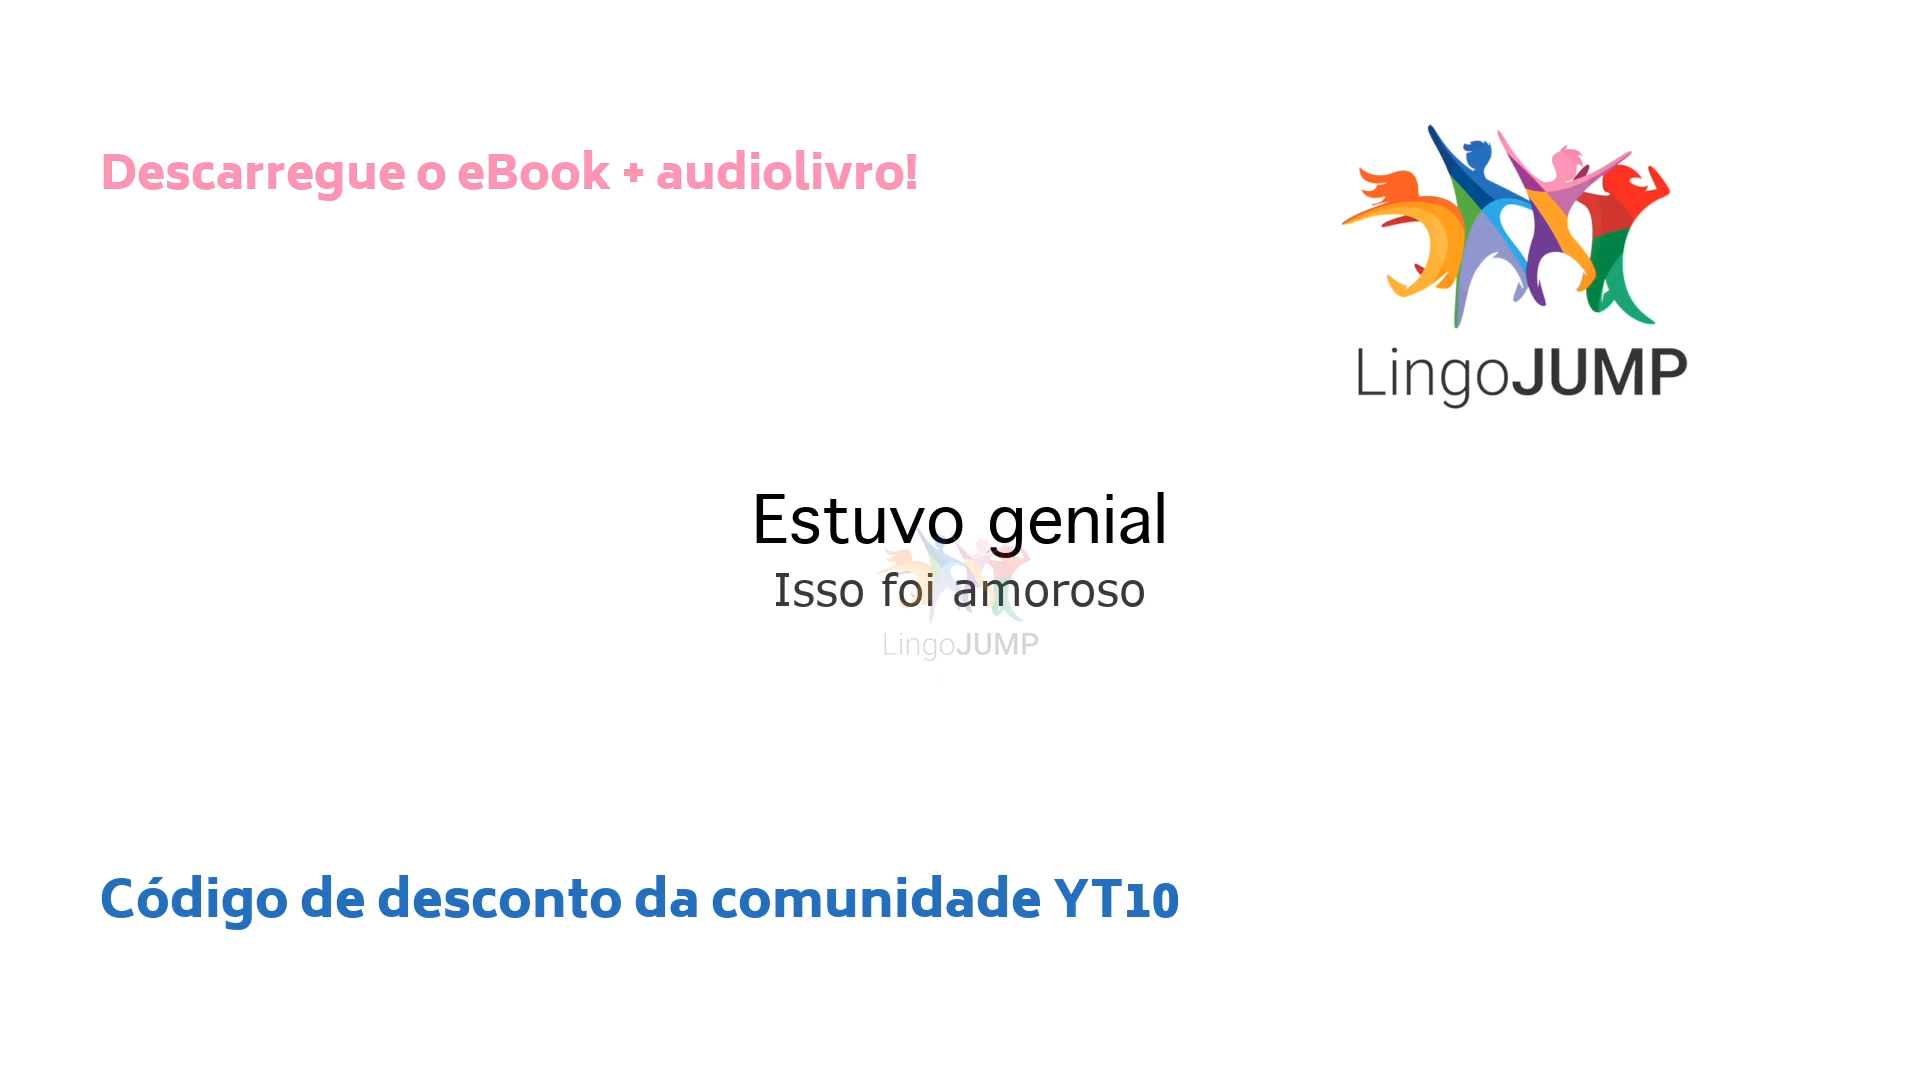 Descarregue o eBook + audiolivro!
LingoJUMP
Estuvo genial
Isso foi amoroso
LingoJUMP
Código de desconto da comunidade YT10